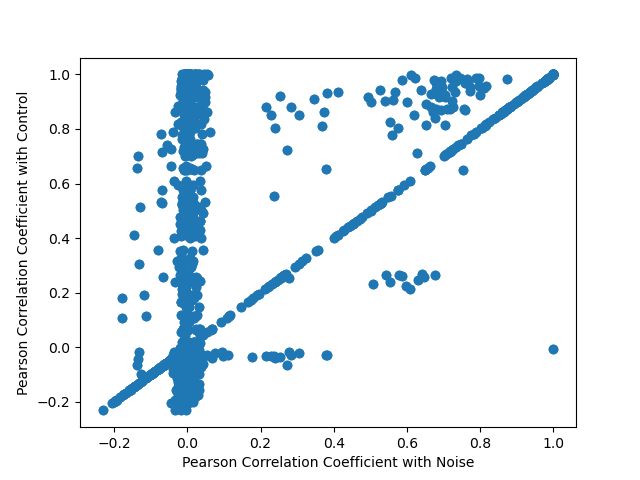 Pearson Correlation Coefficient with Control
1.0
0.8
0.6
0.4
0.2
0.0
−0.2
−0.2 0.0 0.2 0.4 0.6 0.8 1.0
Pearson Correlation Coefficient with Noise